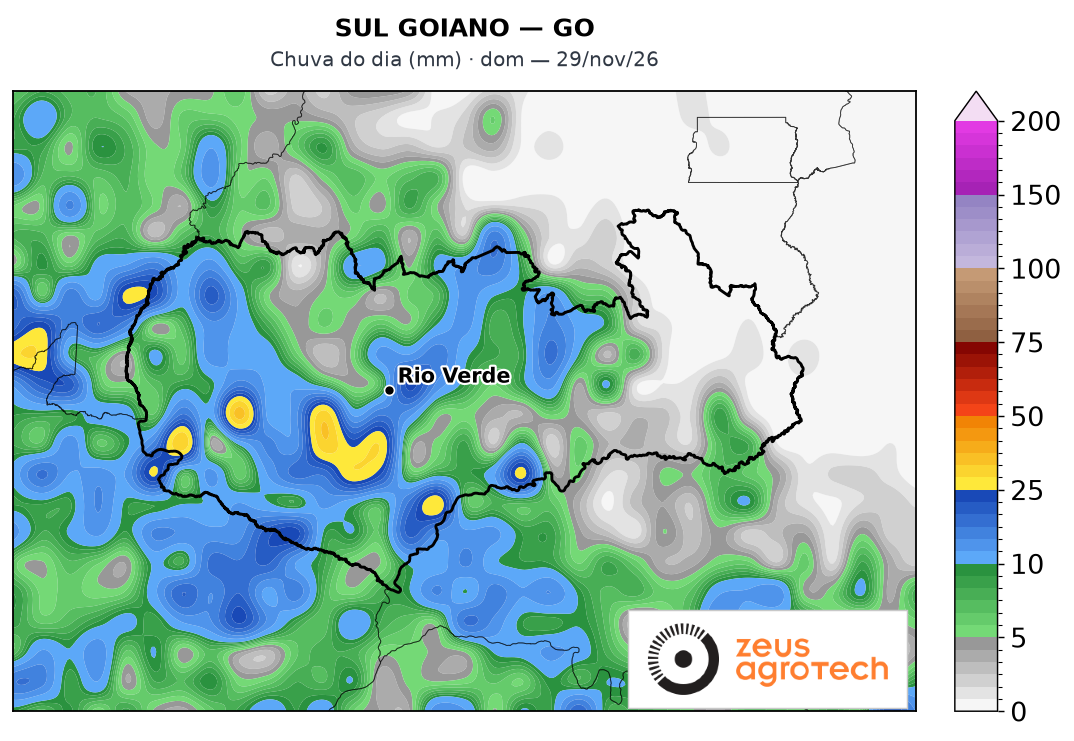 SUL GOIANO — GO
Chuva do dia (mm) · dom — 29/nov/26
200
150
100
75
50
25
10
5
0
Rio Verde
zeus
agrotech